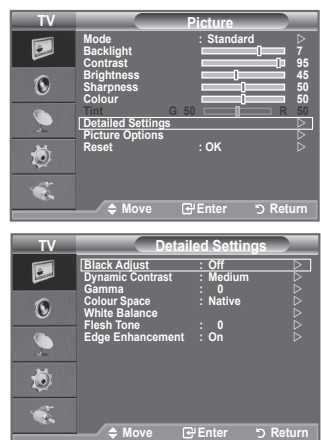 TV Picture
Mode : Standard
Backlight 7
Contrast 95
Brightness 45
Sharpness 50
Colour 50
Tint G 50 R 50
Detailed Settings
Picture Options
Reset : OK
Move Enter Return
TV Detailed Settings
Black Adjust : Off
Dynamic Contrast : Medium
Gamma : 0
Colour Space : Native
White Balance
Flesh Tone : 0
Edge Enhancement : On
Move Enter Return